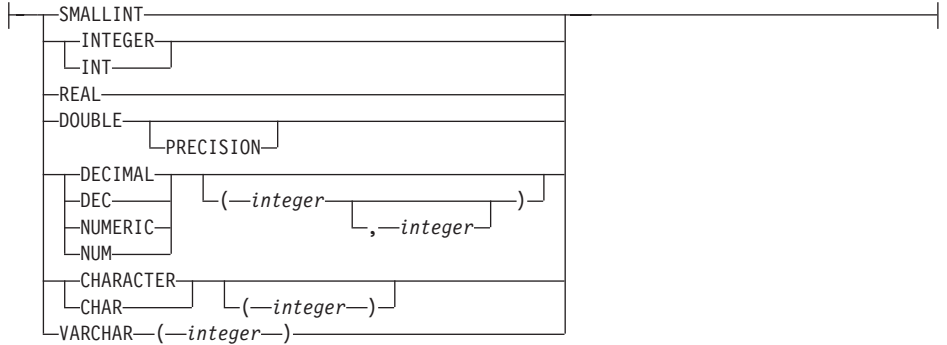 SMALLINT
INTEGER
INT
REAL
DOUBLE
PRECISION
DECIMAL
( integer )
DEC
, integer
NUMERIC
NUM
CHARACTER
CHAR
( integer )
VARCHAR ( integer )